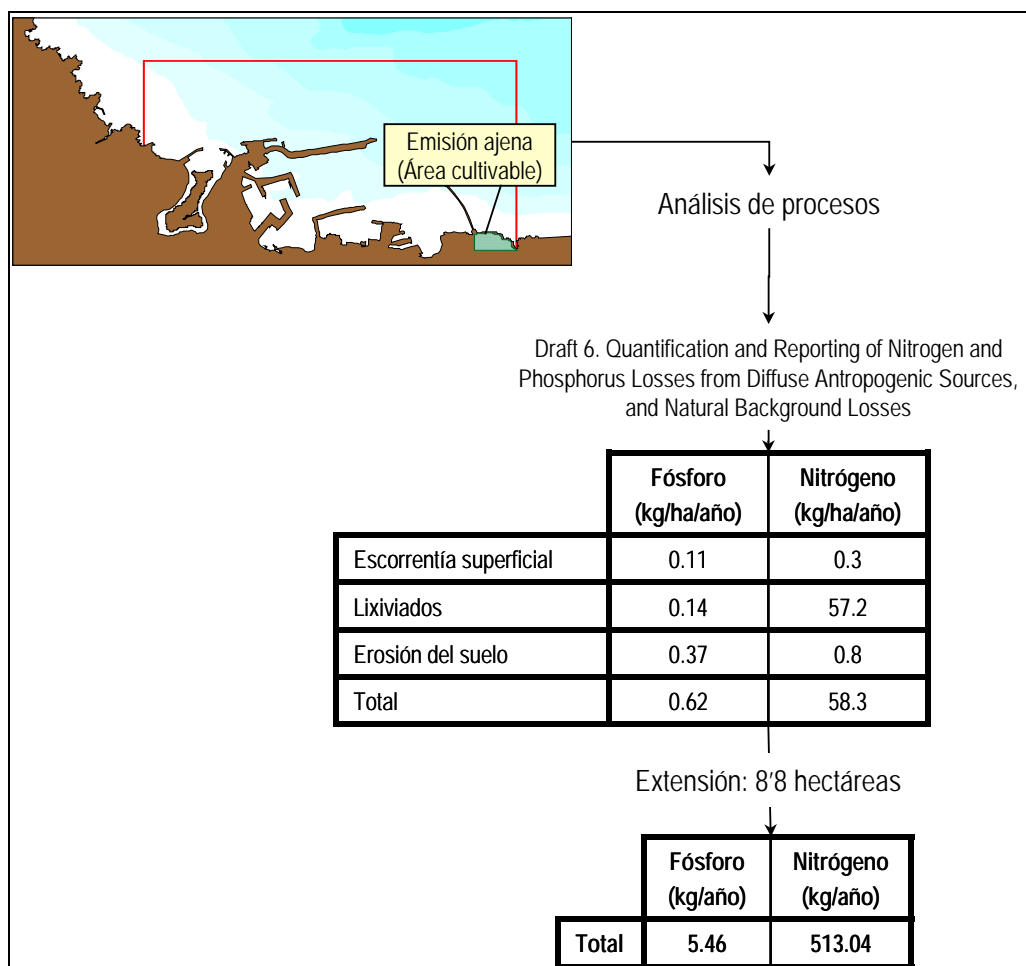 Emisión ajena
(Área cultivable)
Análisis de procesos
Draft 6. Quantification and Reporting of Nitrogen and
Phosphorus Losses from Diffuse Antropogenic Sources,
and Natural Background Losses
Fósforo Nitrógeno
(kg/ha/año) (kg/ha/año)
Escorrentía superficial 0.11 0.3
Lixiviados 0.14 57.2
Erosión del suelo 0.37 0.8
Total 0.62 58.3
Extensión: 8'8 hectáreas
Fósforo Nitrógeno
(kg/año) (kg/año)
Total 5.46 513.04